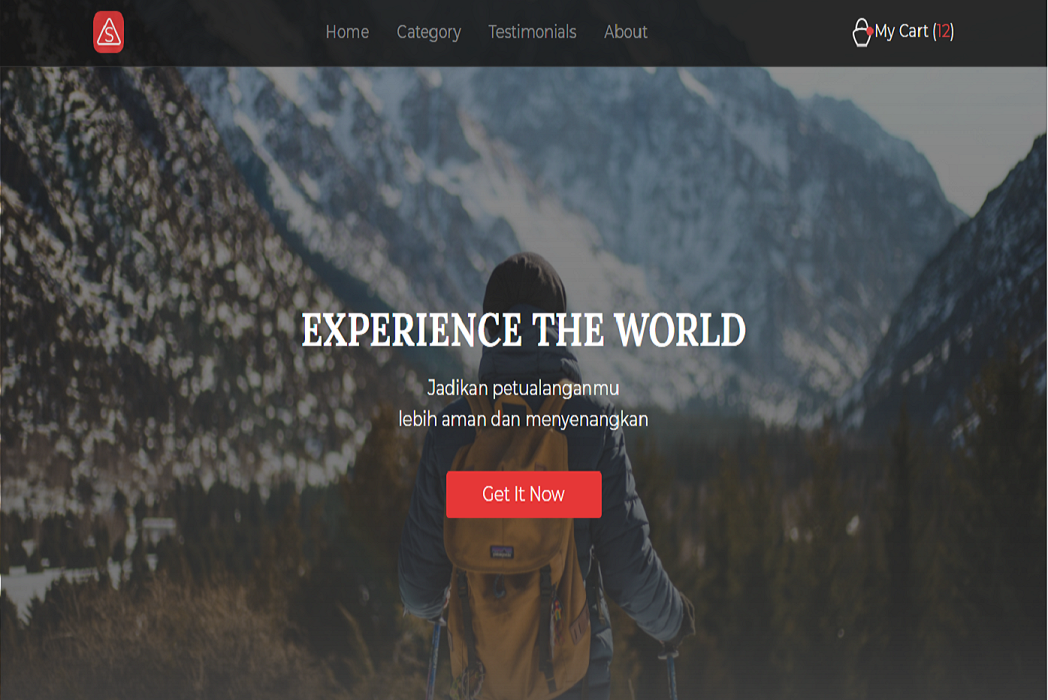 S
Home
Category
Testimonials
About
My Cart (12)
EXPERIENCE THE WORLD
Jadikan petualanganmu
lebih aman dan menyenangkan
Get It Now